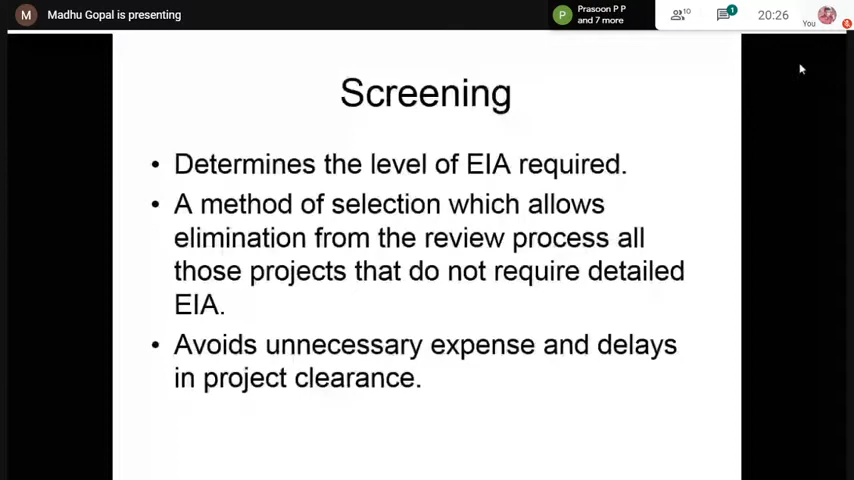 M Madhu Gopal is presenting
P Prasoon P P
and 7 more
10
1
20:26
You
Screening
• Determines the level of EIA required.
• A method of selection which allows
elimination from the review process all
those projects that do not require detailed
EIA.
• Avoids unnecessary expense and delays
in project clearance.